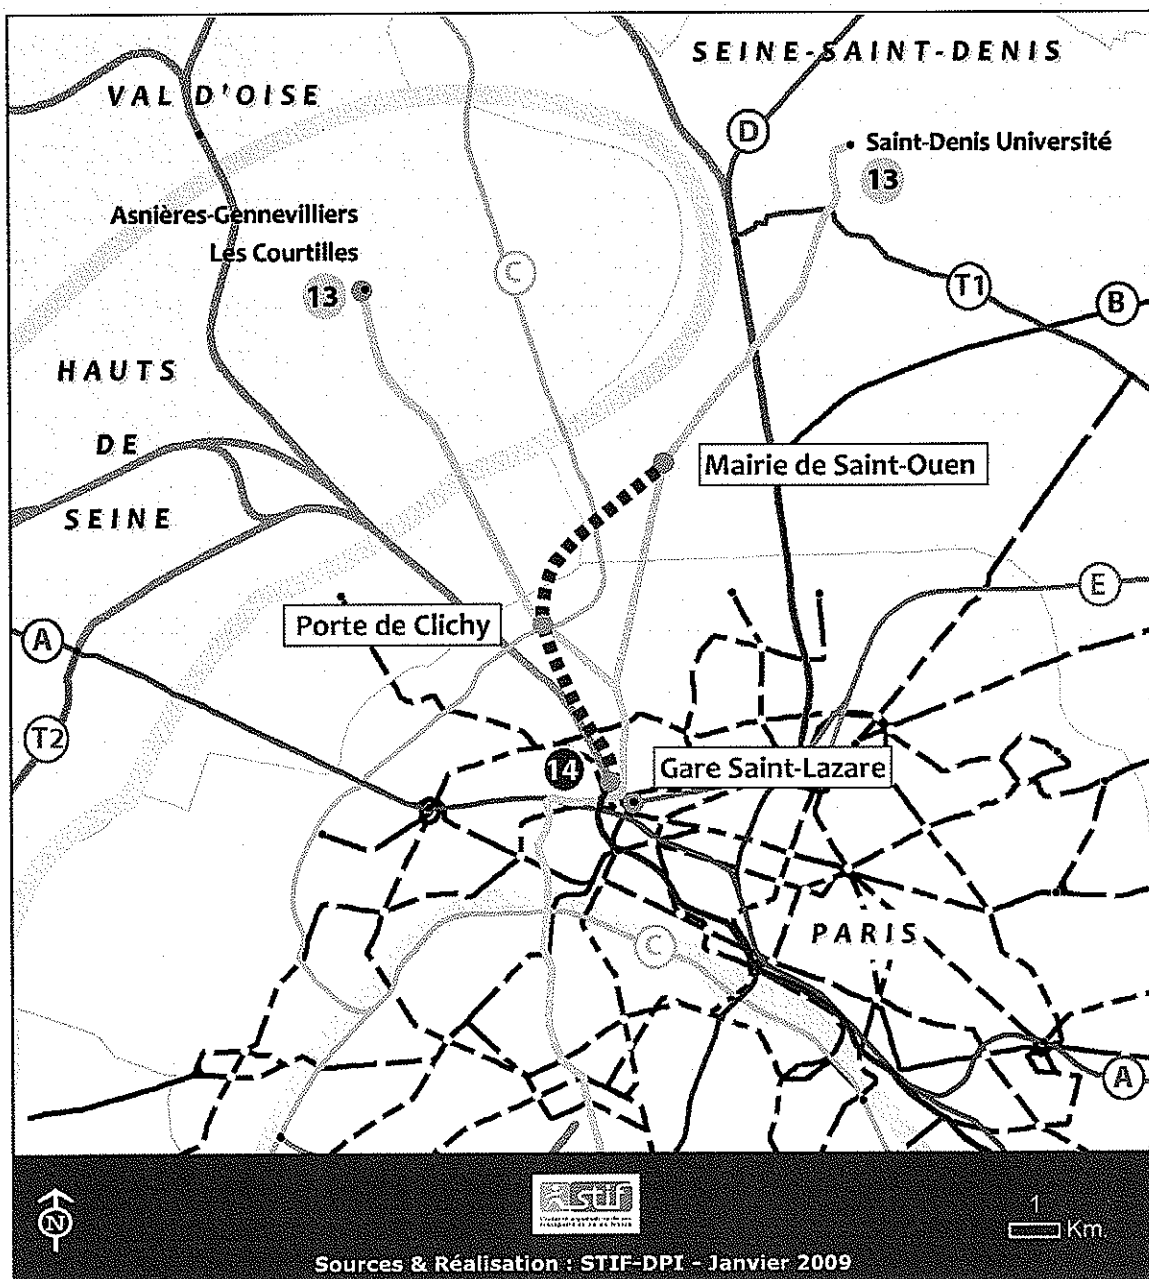 SEINE-SAINT-DENIS
VAL D'OISE
D
Saint-Denis Université
13
Asnières-Gennevilliers
Les Courtilles
13
C
T1
B
HAUTS
DE
SEINE
Mairie de Saint-Ouen
E
Porte de Clichy
A
T2
14
Gare Saint-Lazare
PARIS
C
A
N
stif
1
Km.
Sources & Réalisation : STIF-DPI - Janvier 2009